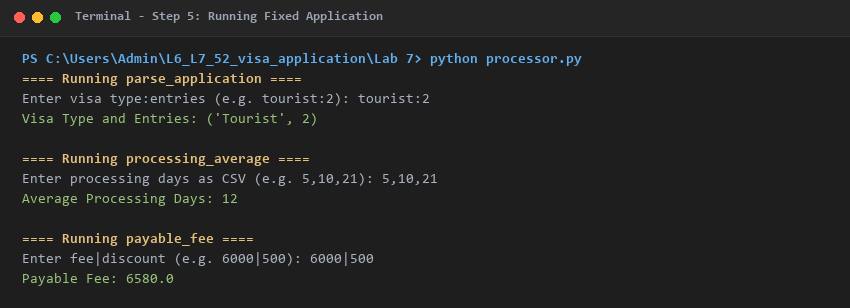 Terminal - Step 5: Running Fixed Application
PS C:\Users\Admin\L6_L7_52_visa_application\Lab 7> python processor.py
==== Running parse_application ====
Enter visa type:entries (e.g. tourist:2): tourist:2
Visa Type and Entries: ('Tourist', 2)
==== Running processing_average ====
Enter processing days as CSV (e.g. 5,10,21): 5,10,21
Average Processing Days: 12
==== Running payable_fee ====
Enter fee|discount (e.g. 6000|500): 6000|500
Payable Fee: 6580.0